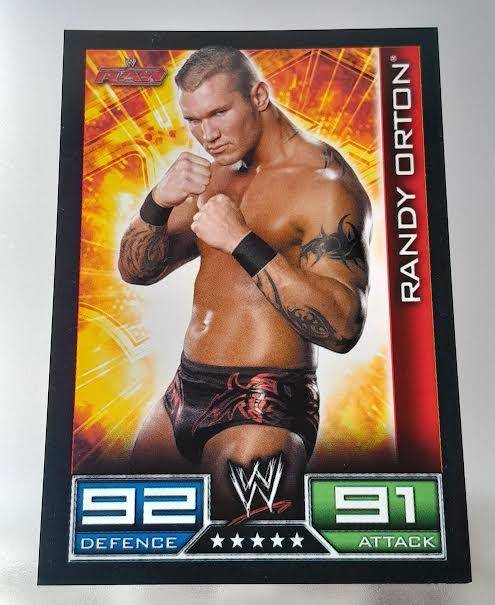 RAW
RANDY ORTON®
92
DEFENCE
W
91
ATTACK